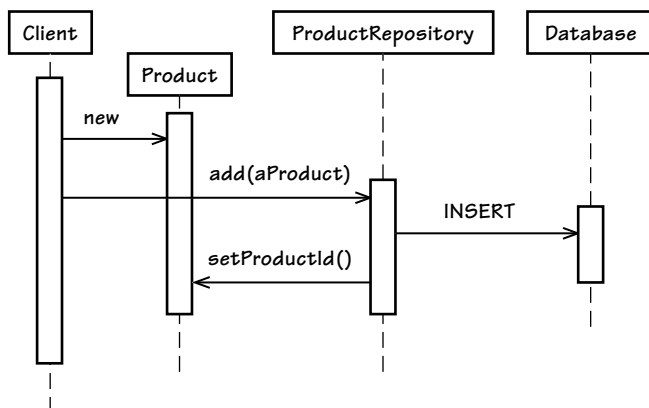 Client
ProductRepository
Database
Product
new
add(aProduct)
INSERT
setProductId()